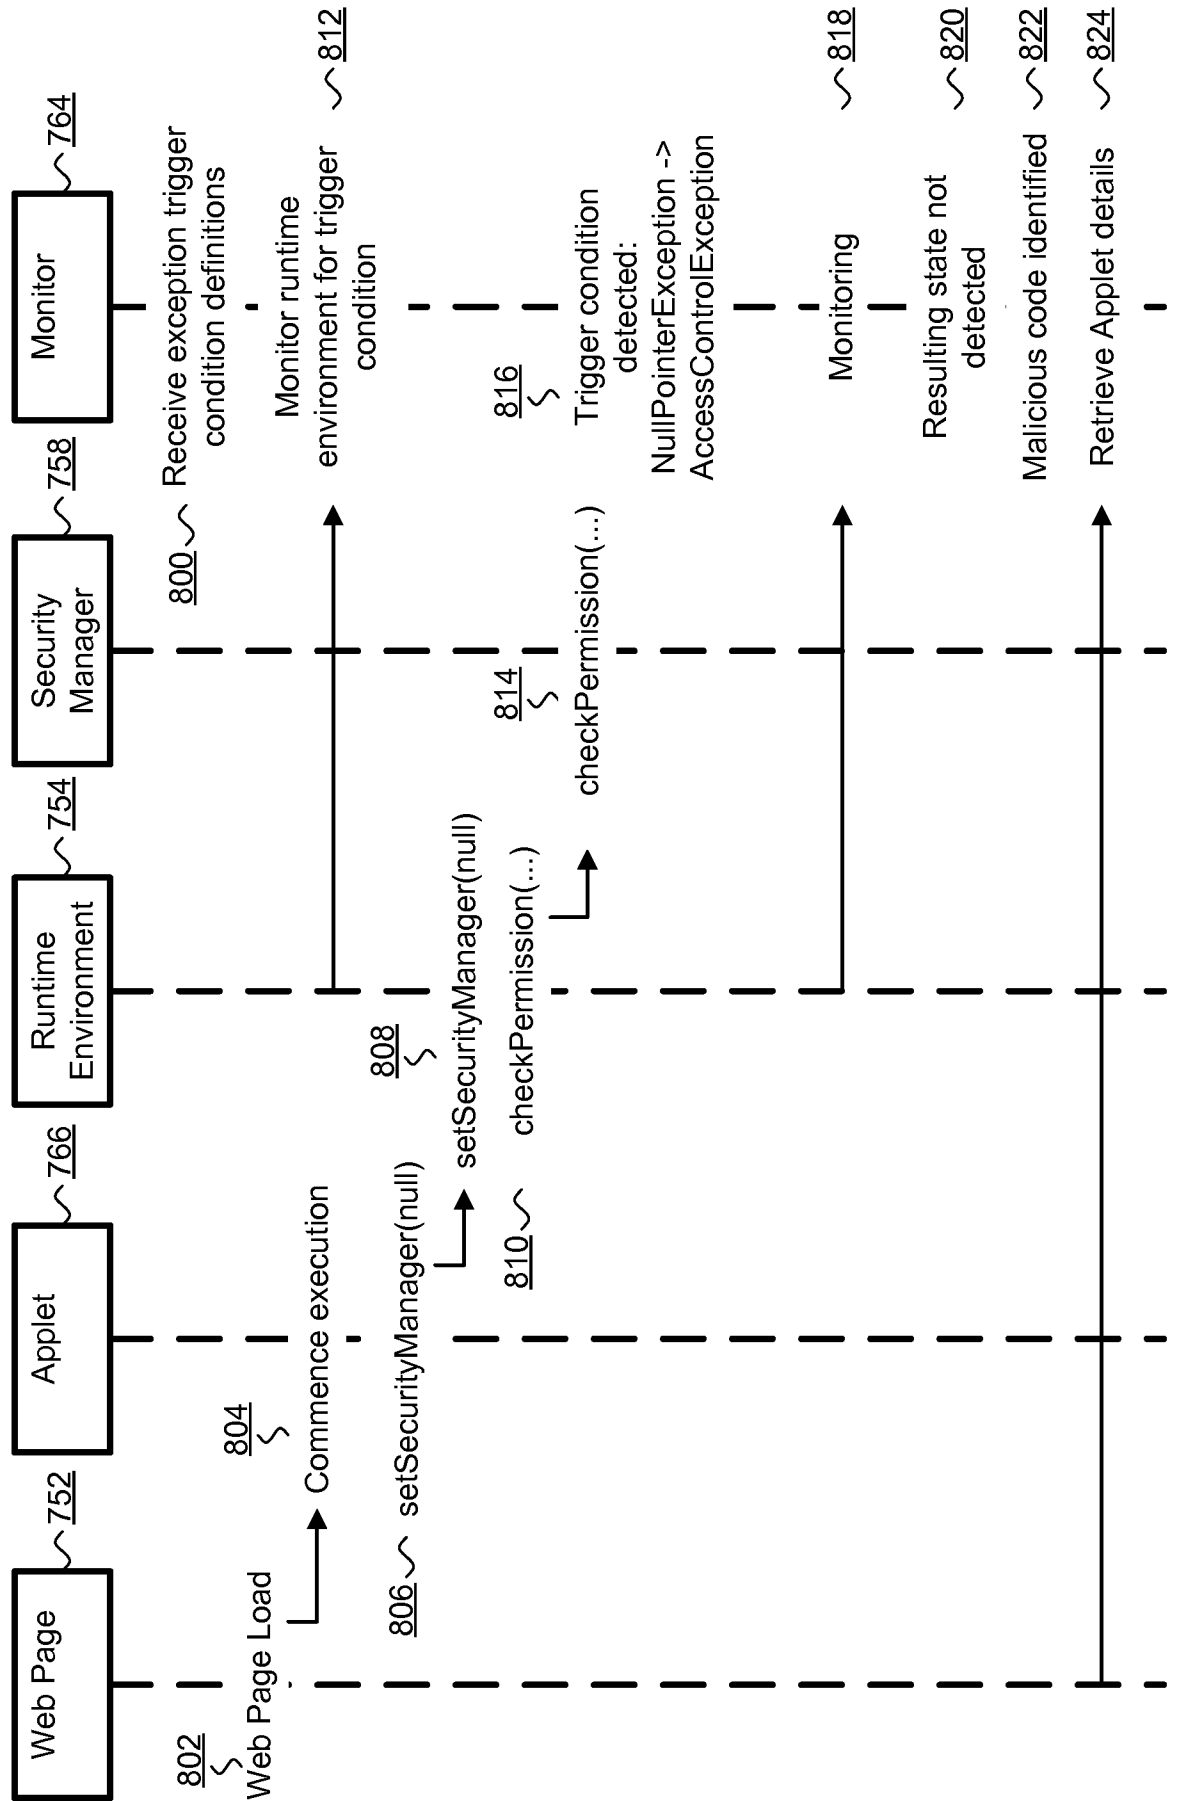 Web Page
752
Applet
766
Runtime
Environment
754
Security
Manager
758
Monitor
764
800
Receive exception trigger
condition definitions
802
Web Page Load
804
Commence execution
Monitor runtime
environment for trigger
condition
812
806
setSecurityManager(null)
808
setSecurityManager(null)
810
checkPermission(...)
814
checkPermission(...)
816
Trigger condition
detected:
NullPointerException ->
AccessControlException
Monitoring
818
Resulting state not
detected
820
Malicious code identified
822
Retrieve Applet details
824